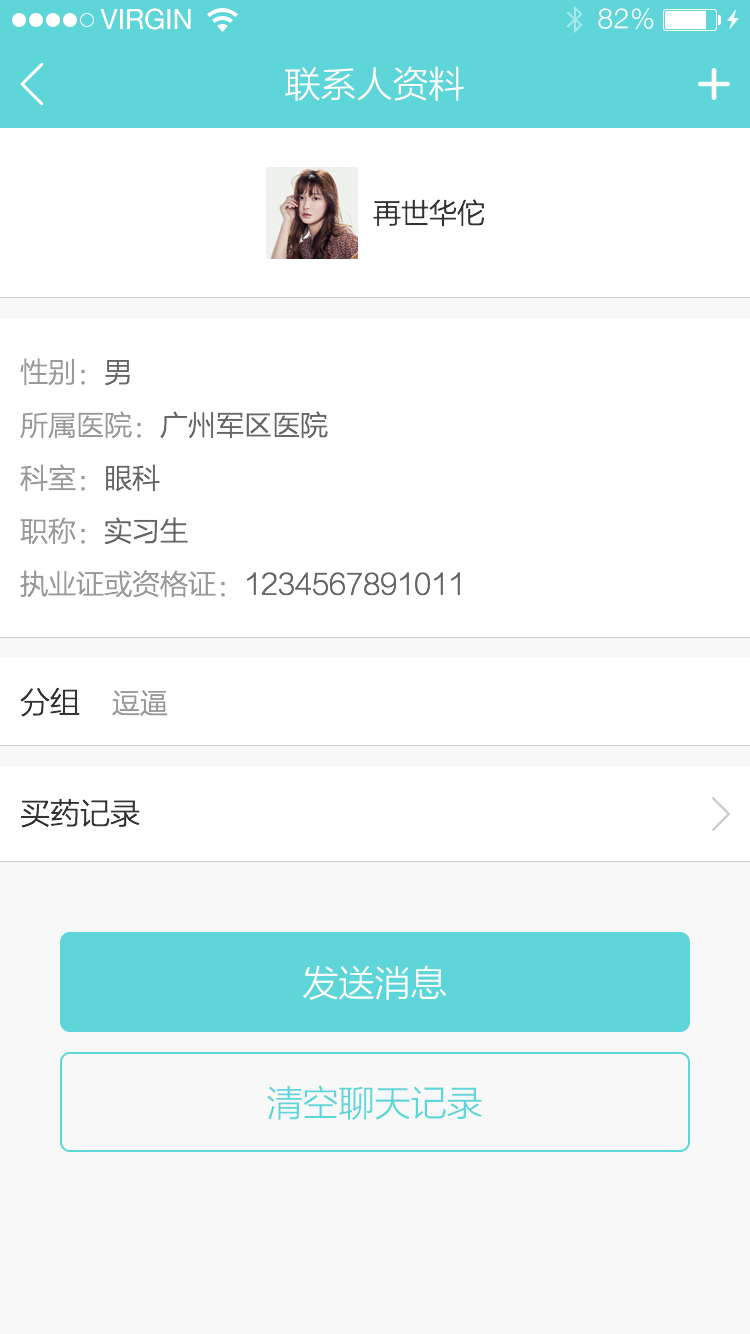 VIRGIN 82%
联系人资料
再世华佗
性别：男
所属医院：广州军区医院
科室：眼科
职称：实习生
执业证或资格证：1234567891011
分组 逗逼
买药记录
发送消息
清空聊天记录